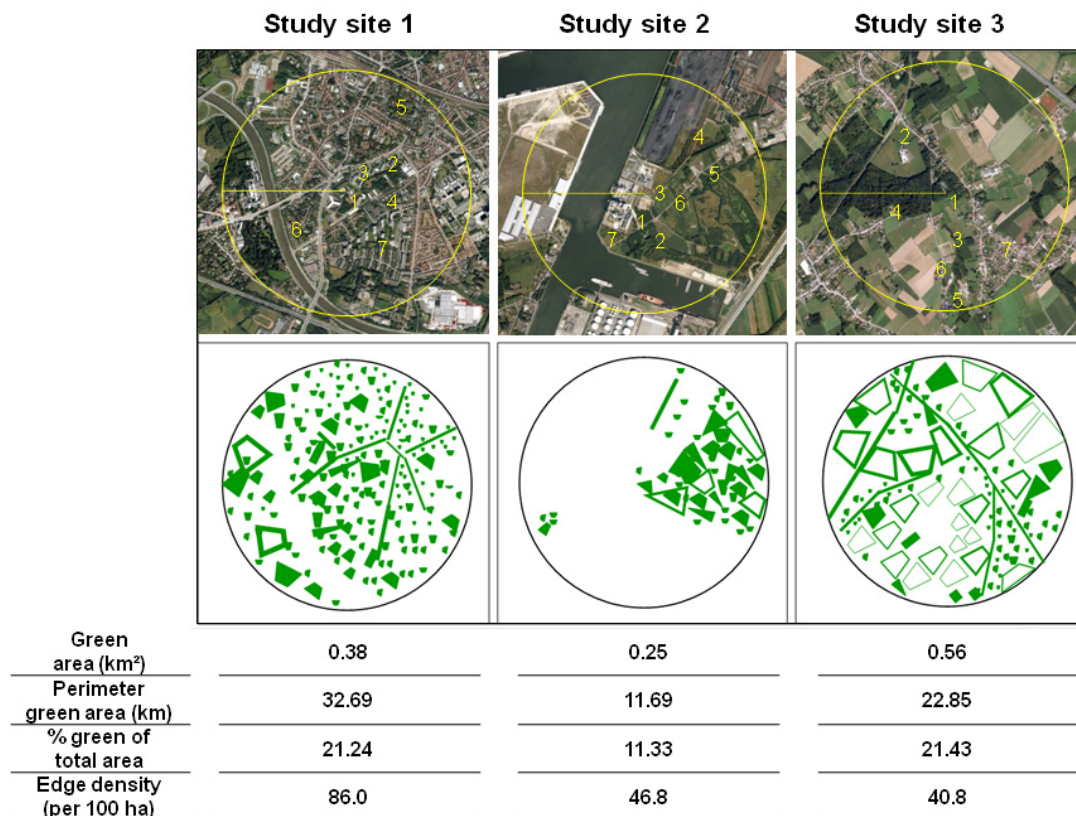 Study site 1 Study site 2 Study site 3
5
2
3
1
4
6
7
4
5
3
6
1
7
2
2
1
4
3
7
6
5
Green
area (km²) 0.38 0.25 0.56
Perimeter
green area (km) 32.69 11.69 22.85
% green of
total area 21.24 11.33 21.43
Edge density
(per 100 ha) 86.0 46.8 40.8